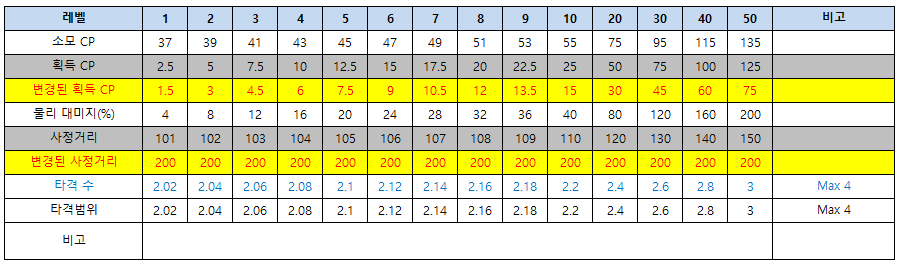 레벨 1 2 3 4 5 6 7 8 9 10 20 30 40 50 비고
소모 CP 37 39 41 43 45 47 49 51 53 55 75 95 115 135
획득 CP 2.5 5 7.5 10 12.5 15 17.5 20 22.5 25 50 75 100 125
변경된 획득 CP 1.5 3 4.5 6 7.5 9 10.5 12 13.5 15 30 45 60 75
물리 대미지(%) 4 8 12 16 20 24 28 32 36 40 80 120 160 200
사정거리 101 102 103 104 105 106 107 108 109 110 120 130 140 150
변경된 사정거리 200 200 200 200 200 200 200 200 200 200 200 200 200 200
타격 수 2.02 2.04 2.06 2.08 2.1 2.12 2.14 2.16 2.18 2.2 2.4 2.6 2.8 3 Max 4
타격범위 2.02 2.04 2.06 2.08 2.1 2.12 2.14 2.16 2.18 2.2 2.4 2.6 2.8 3 Max 4
비고